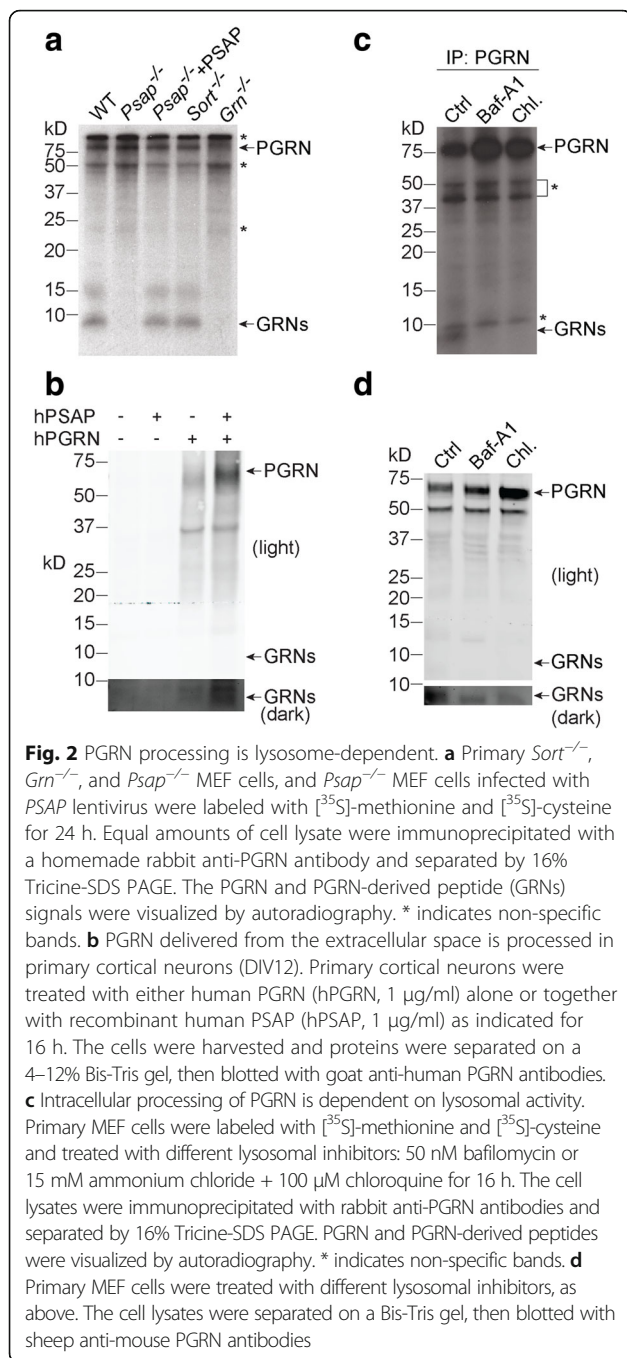 a
WT
Psap-/-
Psap-/-+PSAP
Sort-/-
Grn-/-
kD
75
50
37
25
20
15
10
*
PGRN
*
*
GRNs
c
IP: PGRN
Ctrl
Baf-A1
Chl.
kD
75
50
37
25
20
15
10
PGRN
*
*
GRNs
b
hPSAP - + - +
hPGRN - - + +
75
50
37
kD
25
20
15
10
10
PGRN
(light)
GRNs
GRNs
(dark)
d
Ctrl
Baf-A1
Chl.
kD
75
50
37
25
20
15
10
10
PGRN
(light)
GRNs
GRNs
(dark)
Fig. 2 PGRN processing is lysosome-dependent. a Primary Sort−/−,
Grn−/−, and Psap−/− MEF cells, and Psap−/− MEF cells infected with
PSAP lentivirus were labeled with [35S]-methionine and [35S]-cysteine
for 24 h. Equal amounts of cell lysate were immunoprecipitated with
a homemade rabbit anti-PGRN antibody and separated by 16%
Tricine-SDS PAGE. The PGRN and PGRN-derived peptide (GRNs)
signals were visualized by autoradiography. * indicates non-specific
bands. b PGRN delivered from the extracellular space is processed in
primary cortical neurons (DIV12). Primary cortical neurons were
treated with either human PGRN (hPGRN, 1 μg/ml) alone or together
with recombinant human PSAP (hPSAP, 1 μg/ml) as indicated for
16 h. The cells were harvested and proteins were separated on a
4–12% Bis-Tris gel, then blotted with goat anti-human PGRN antibodies.
c Intracellular processing of PGRN is dependent on lysosomal activity.
Primary MEF cells were labeled with [35S]-methionine and [35S]-cysteine
and treated with different lysosomal inhibitors: 50 nM bafilomycin or
15 mM ammonium chloride + 100 μM chloroquine for 16 h. The cell
lysates were immunoprecipitated with rabbit anti-PGRN antibodies and
separated by 16% Tricine-SDS PAGE. PGRN and PGRN-derived peptides
were visualized by autoradiography. * indicates non-specific bands. d
Primary MEF cells were treated with different lysosomal inhibitors, as
above. The cell lysates were separated on a Bis-Tris gel, then blotted with
sheep anti-mouse PGRN antibodies